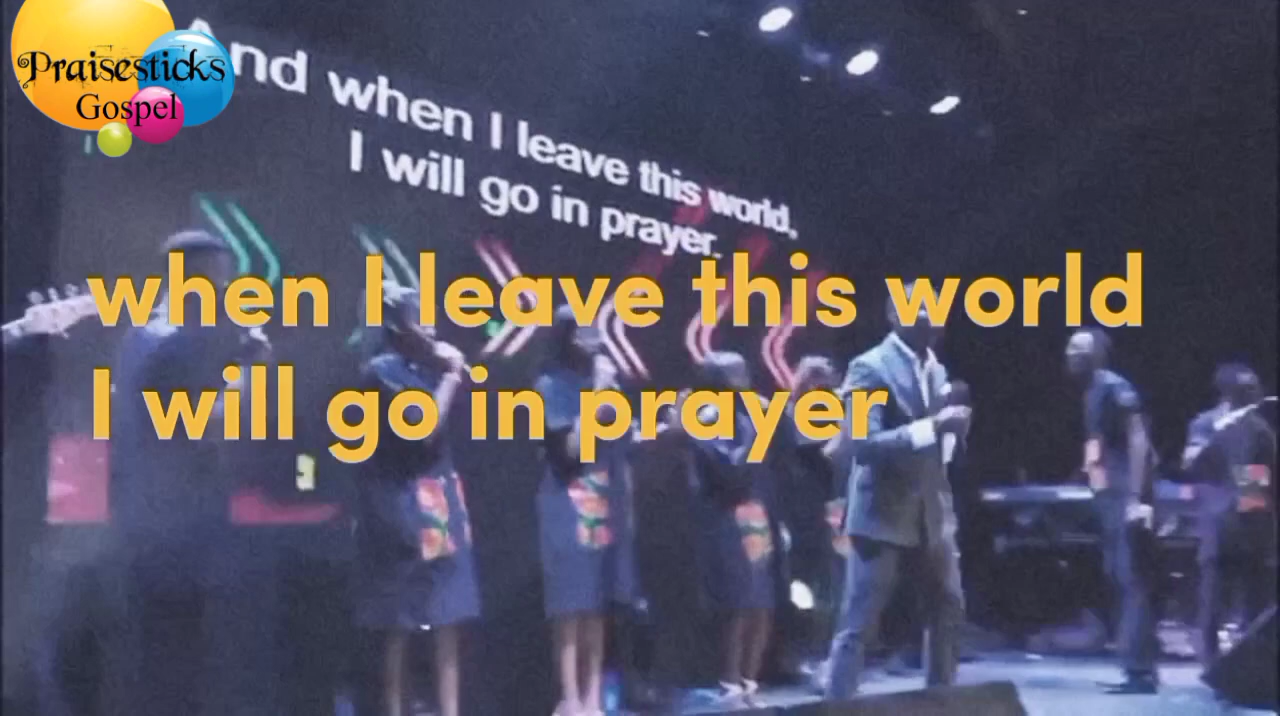 Praisesticks
Gospel
And when I leave this world,
I will go in prayer.
when I leave this world
I will go in prayer